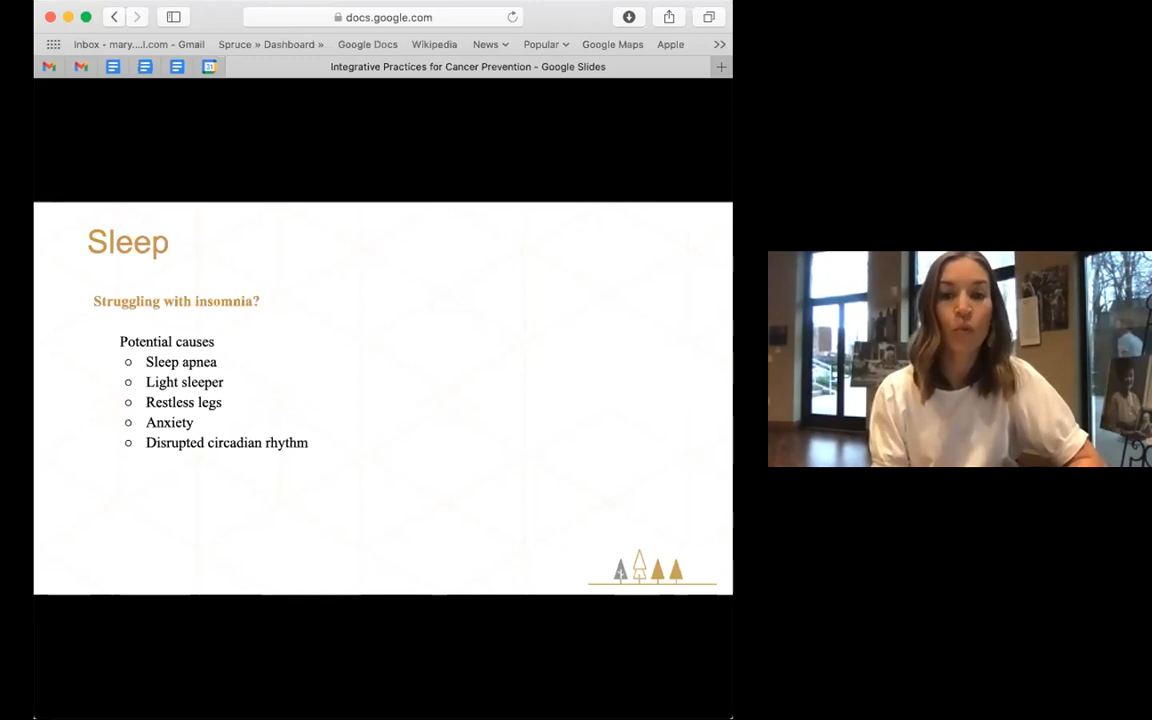 docs.google.com
Inbox - mary....l.com - Gmail
Spruce » Dashboard »
Google Docs
Wikipedia
News
Popular
Google Maps
Apple
Integrative Practices for Cancer Prevention - Google Slides
Sleep
Struggling with insomnia?
Potential causes
Sleep apnea
Light sleeper
Restless legs
Anxiety
Disrupted circadian rhythm